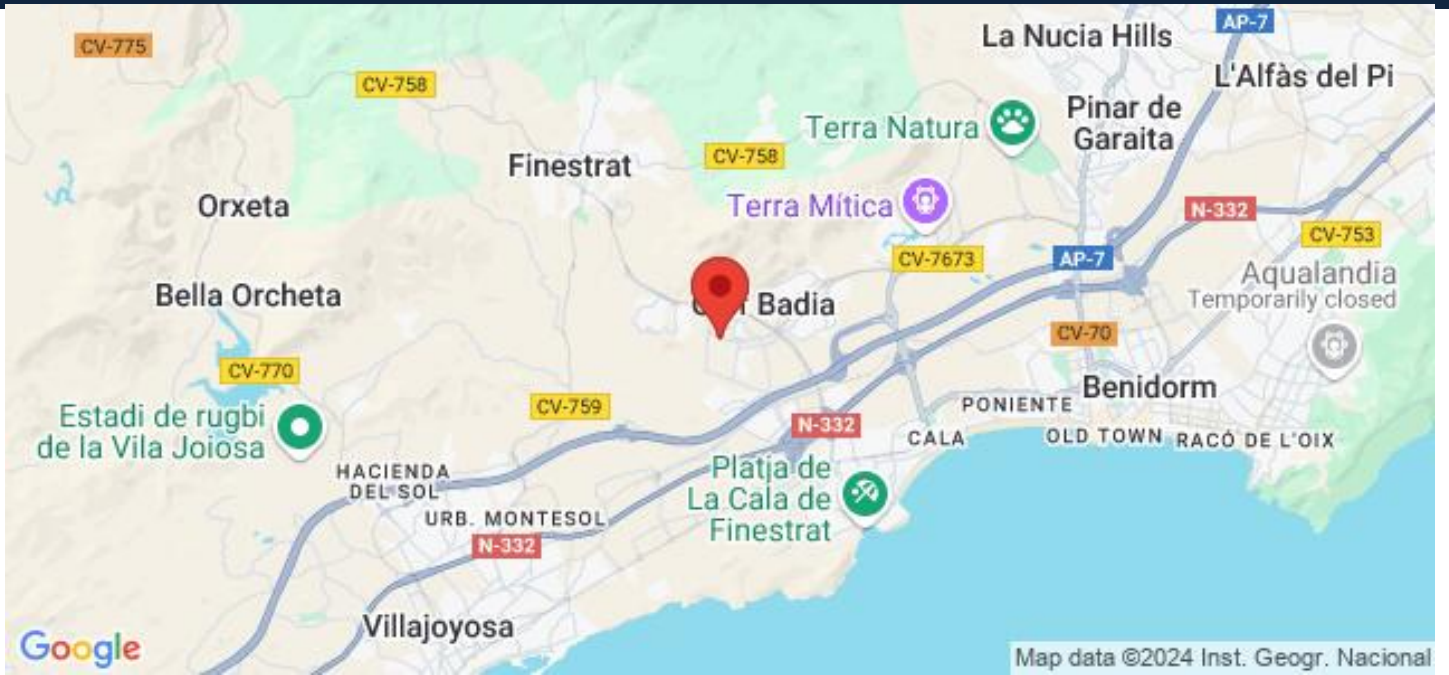 AP-7
CV-775
La Nucia Hills
L'Alfàs del Pi
CV-758
Pinar de
Garaita
Terra Natura
Finestrat
CV-758
Orxeta
Terra Mítica
N-332
CV-753
CV-7673
AP-7
Aqualandia
Temporarily closed
Bella Orcheta
Badia
CV-70
CV-770
Benidorm
CV-759
PONIENTE
Estadi de rugbi
de la Vila Joiosa
N-332
CALA
OLD TOWN
RACÓ DE L'OIX
HACIENDA
DEL SOL
Platja de
La Cala de
Finestrat
URB. MONTESOL
N-332
Villajoyosa
Google
Map data ©2024 Inst. Geogr. Nacional